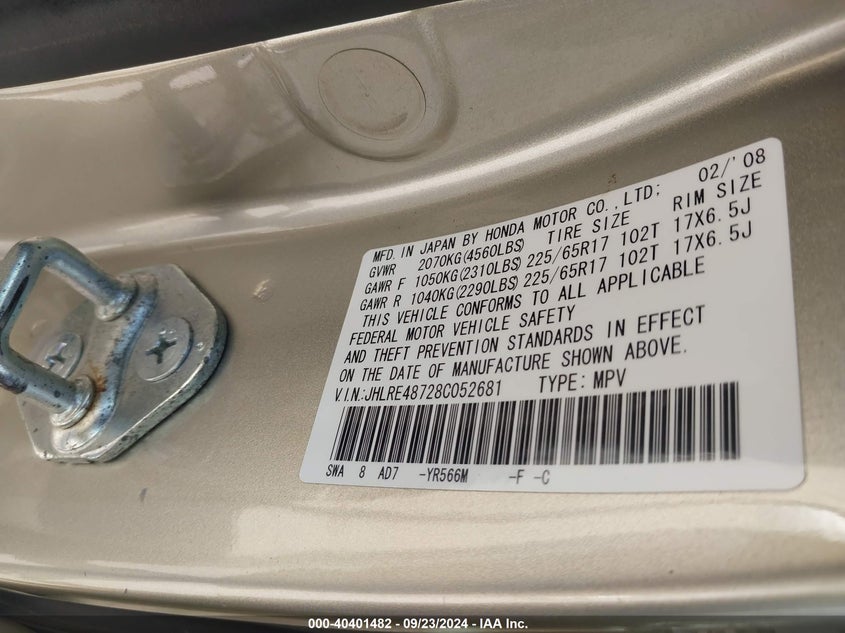 MFD. IN JAPAN BY HONDA MOTOR CO., LTD: 02/'08
GVWR 2070KG(4560LBS) TIRE SIZE RIM SIZE
GAWR F 1050KG(2310LBS) 225/65R17 102T 17X6.5J
GAWR R 1040KG(2290LBS) 225/65R17 102T 17X6.5J
THIS VEHICLE CONFORMS TO ALL APPLICABLE
FEDERAL MOTOR VEHICLE SAFETY
AND THEFT PREVENTION STANDARDS IN EFFECT
ON THE DATE OF MANUFACTURE SHOWN ABOVE.
V.I.N:JHLRE48728C052681 TYPE: MPV
SWA 8 AD7 -YR566M -F -C
000-40401482 - 09/23/2024 - IAA Inc.